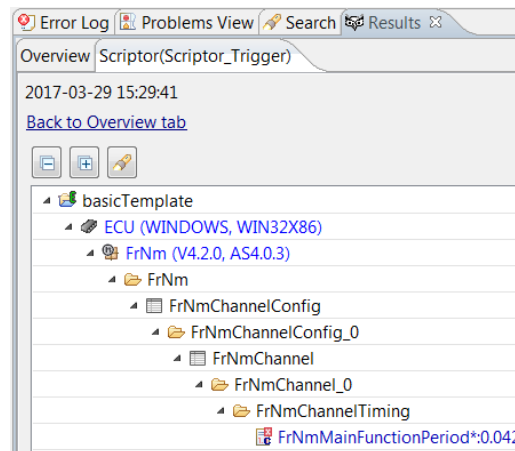 Error Log Problems View Search Results
Overview Scriptor(Scriptor_Trigger)
2017-03-29 15:29:41
Back to Overview tab
basicTemplate
ECU (WINDOWS, WIN32X86)
FrNm (V4.2.0, AS4.0.3)
FrNm
FrNmChannelConfig
FrNmChannelConfig_0
FrNmChannel
FrNmChannel_0
FrNmChannelTiming
FrNmMainFunctionPeriod*:0.042